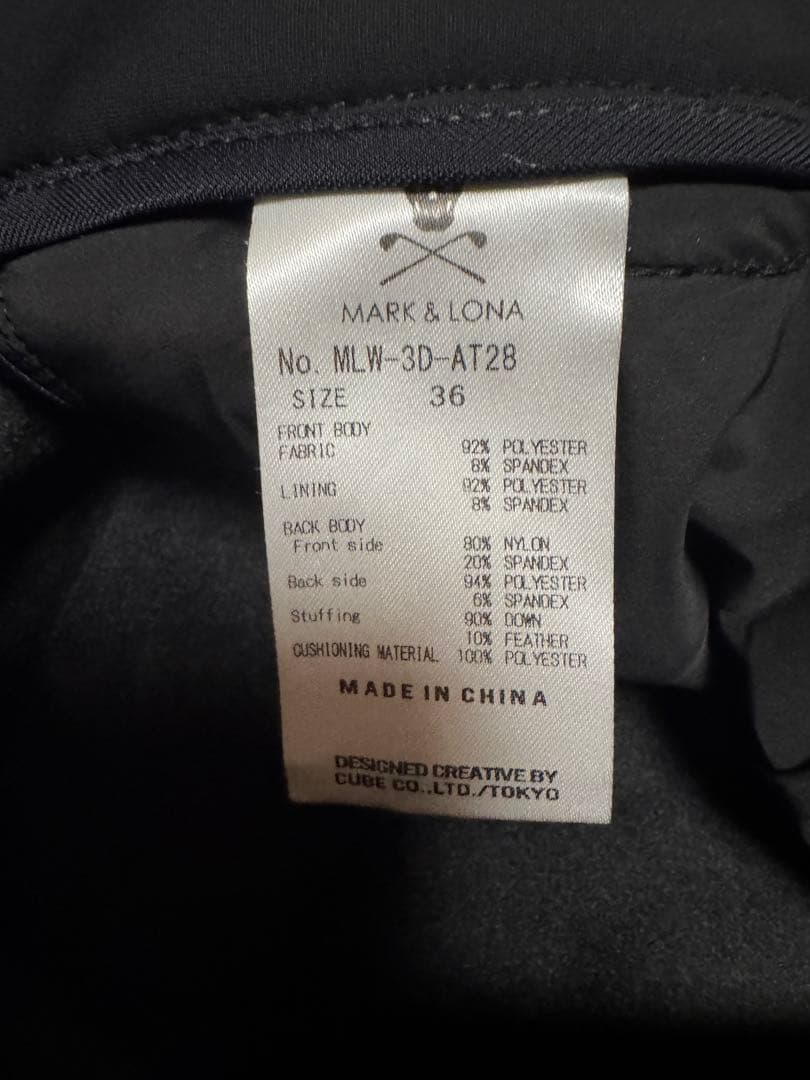 MARK & LONA
No. MLW-3D-AT28
SIZE 36
FRONT BODY
FABRIC 92% POLYESTER
8% SPANDEX
LINING 92% POLYESTER
8% SPANDEX
BACK BODY
Front side 80% NYLON
20% SPANDEX
Back side 94% POLYESTER
6% SPANDEX
Stuffing 90% DOWN
10% FEATHER
CUSHIONING MATERIAL 100% POLYESTER
MADE IN CHINA
DESIGNED CREATIVE BY
CUBE CO.,LTD./TOKYO